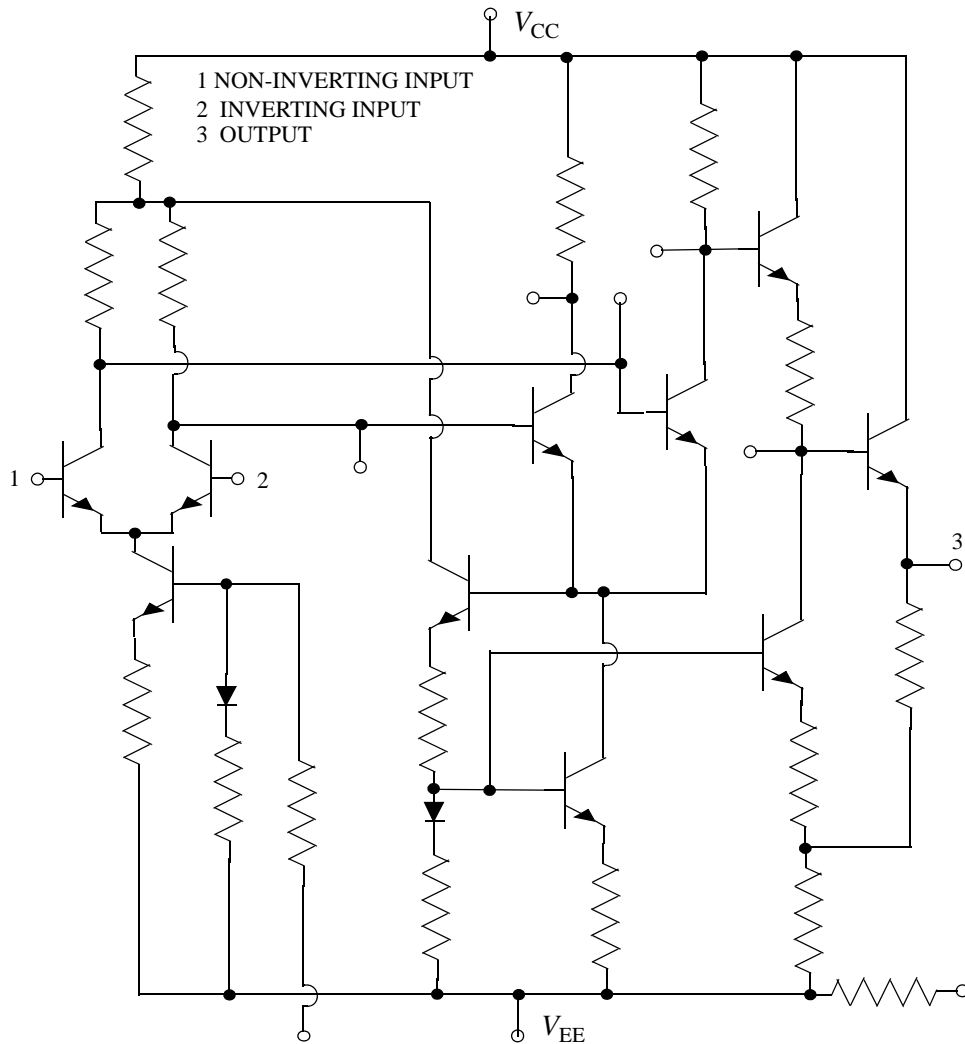 V_CC
1 NON-INVERTING INPUT
2 INVERTING INPUT
3 OUTPUT
1
2
3
V_EE